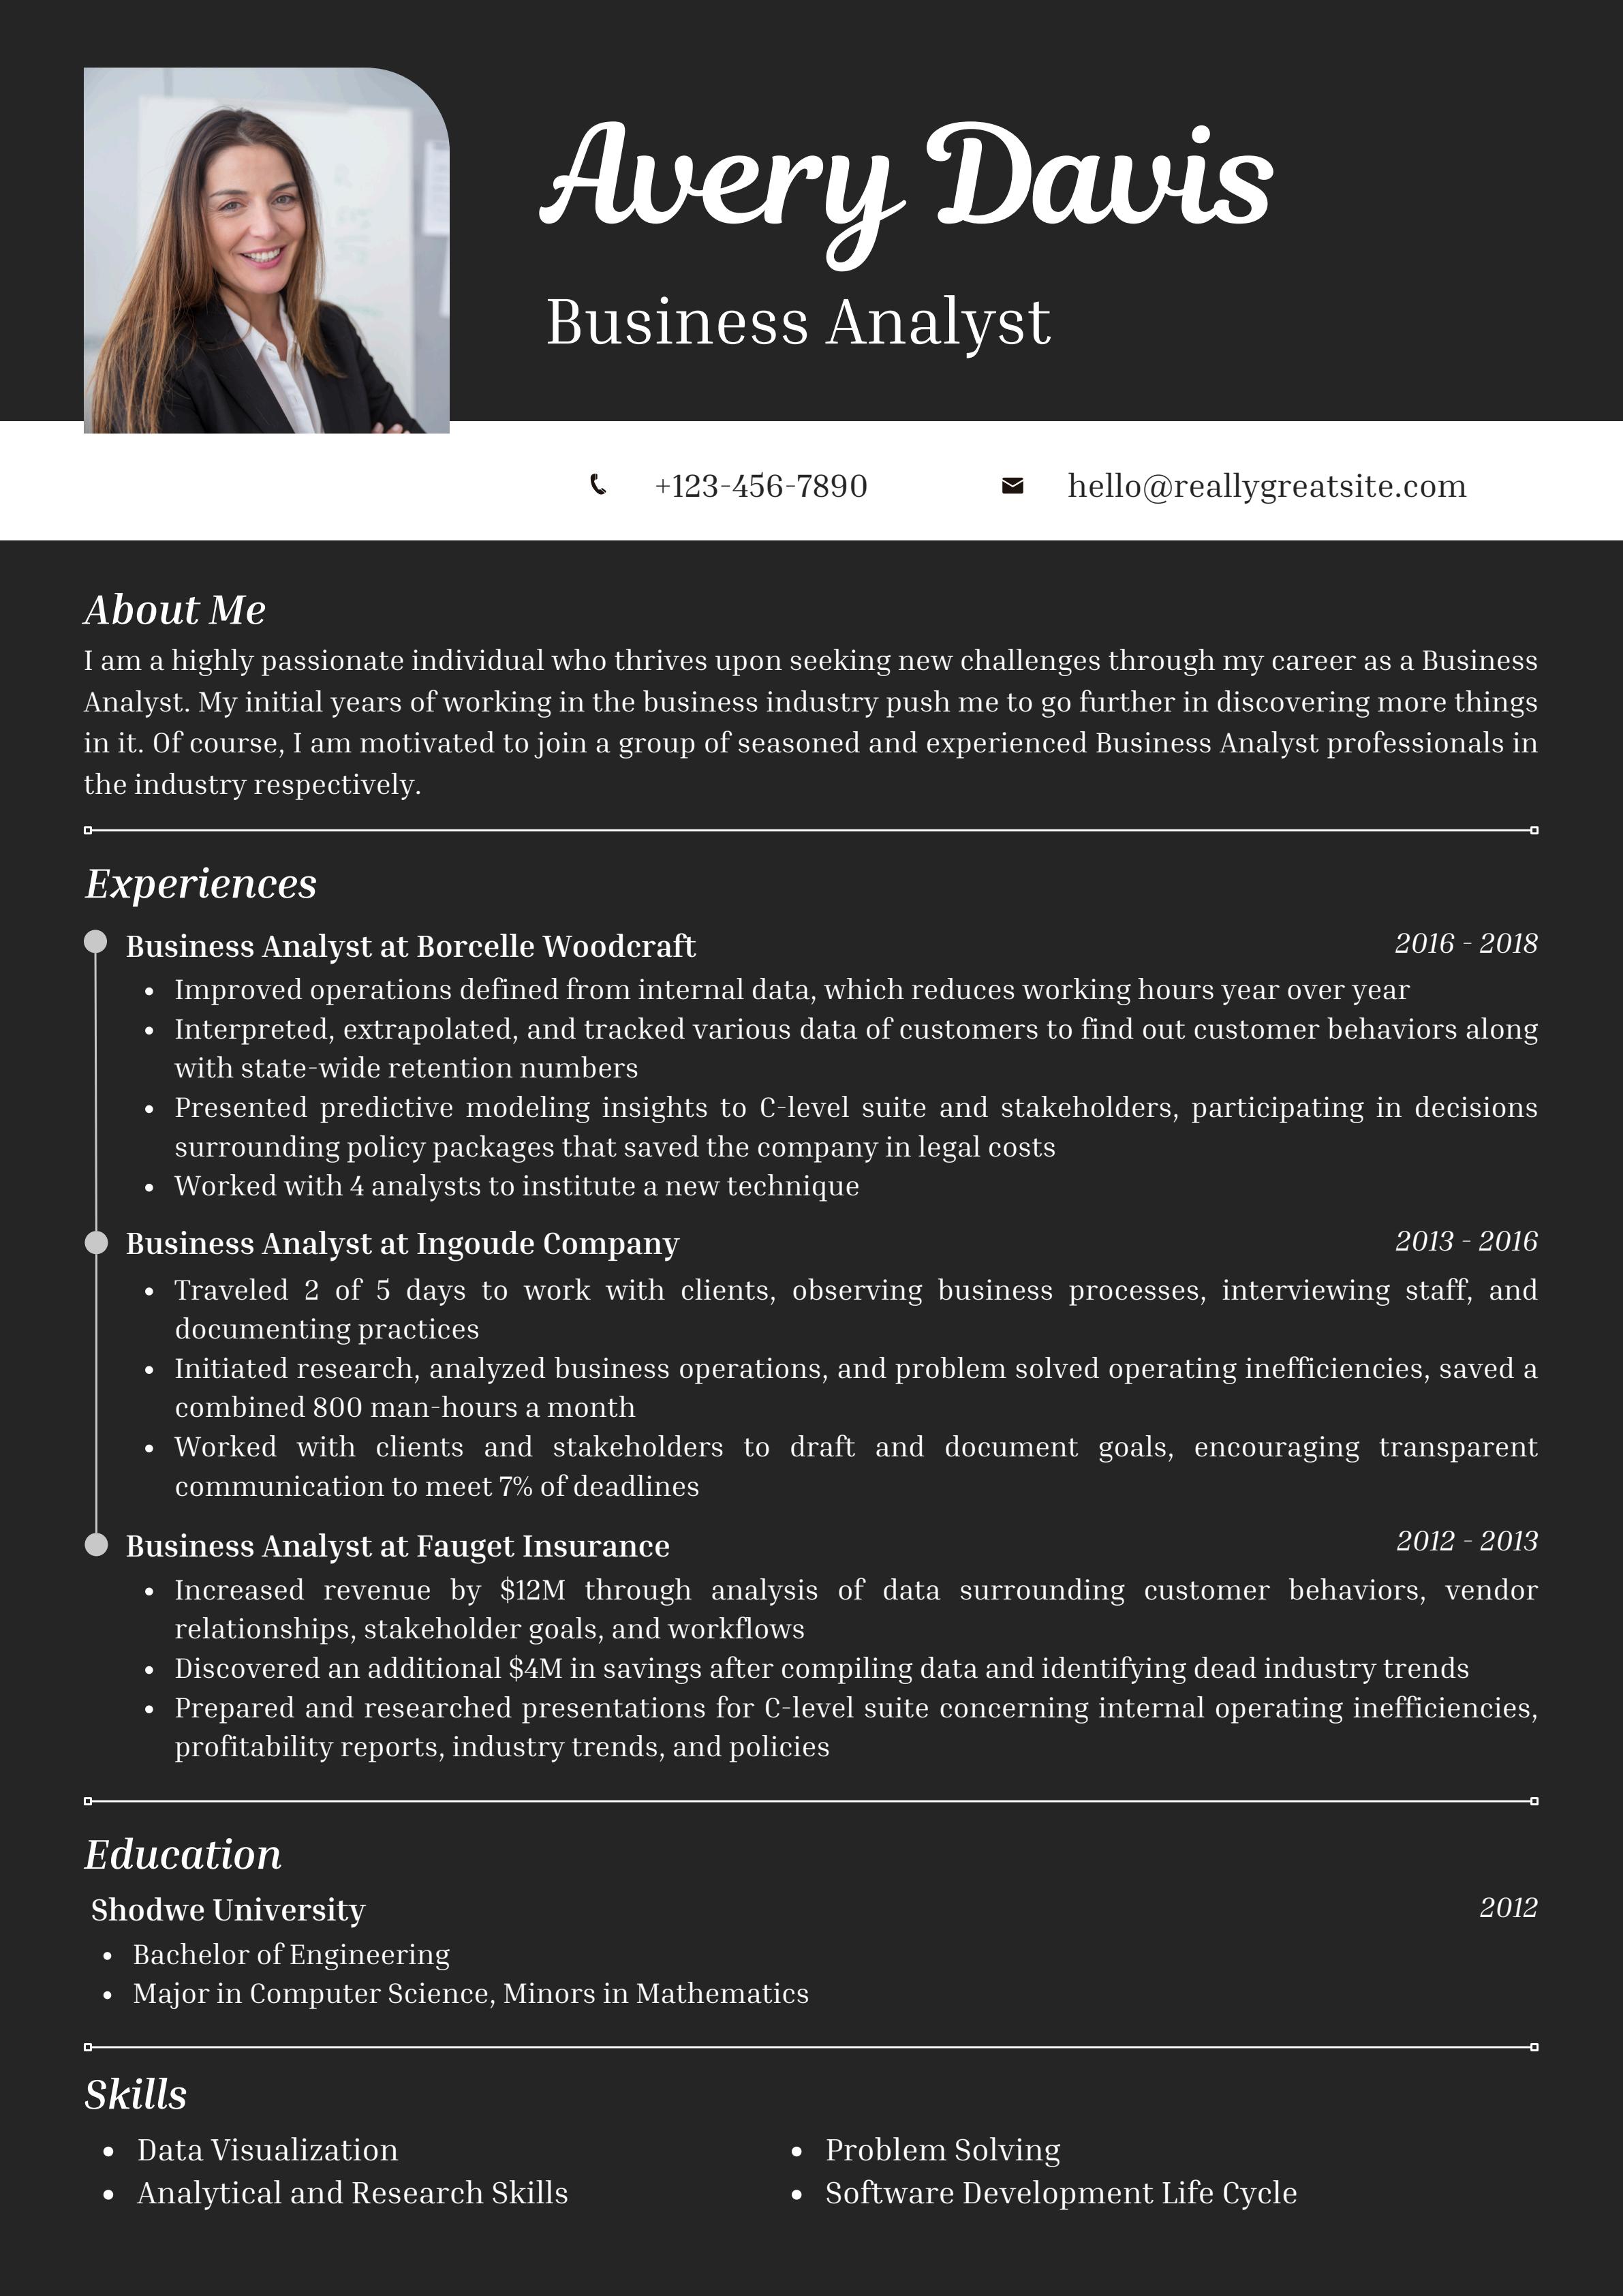 Avery Davis
Business Analyst
+123-456-7890
hello@reallygreatsite.com
About Me
I am a highly passionate individual who thrives upon seeking new challenges through my career as a Business
Analyst. My initial years of working in the business industry push me to go further in discovering more things
in it. Of course, I am motivated to join a group of seasoned and experienced Business Analyst professionals in
the industry respectively.
Experiences
Business Analyst at Borcelle Woodcraft
2016 - 2018
• Improved operations defined from internal data, which reduces working hours year over year
• Interpreted, extrapolated, and tracked various data of customers to find out customer behaviors along
with state-wide retention numbers
• Presented predictive modeling insights to C-level suite and stakeholders, participating in decisions
surrounding policy packages that saved the company in legal costs
• Worked with 4 analysts to institute a new technique
Business Analyst at Ingoude Company
2013 - 2016
• Traveled 2 of 5 days to work with clients, observing business processes, interviewing staff, and
documenting practices
• Initiated research, analyzed business operations, and problem solved operating inefficiencies, saved a
combined 800 man-hours a month
• Worked with clients and stakeholders to draft and document goals, encouraging transparent
communication to meet 7% of deadlines
Business Analyst at Fauget Insurance
2012 - 2013
• Increased revenue by $12M through analysis of data surrounding customer behaviors, vendor
relationships, stakeholder goals, and workflows
• Discovered an additional $4M in savings after compiling data and identifying dead industry trends
• Prepared and researched presentations for C-level suite concerning internal operating inefficiencies,
profitability reports, industry trends, and policies
Education
Shodwe University
2012
• Bachelor of Engineering
• Major in Computer Science, Minors in Mathematics
Skills
• Data Visualization
• Analytical and Research Skills
• Problem Solving
• Software Development Life Cycle